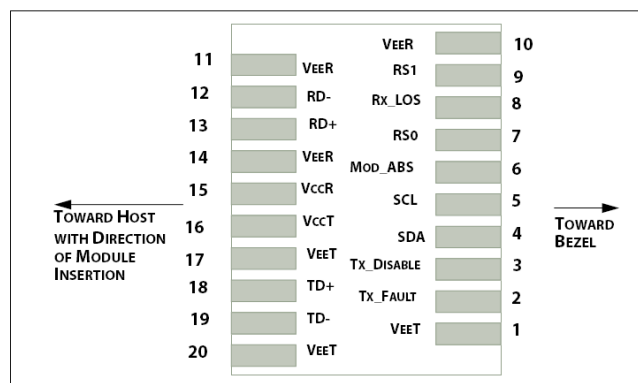 11 VEER
12 RD-
13 RD+
14 VEER
15 VCCR
16 VCCT
17 VEET
18 TD+
19 TD-
20 VEET
VEER 10
RS1 9
RX_LOS 8
RS0 7
MOD_ABS 6
SCL 5
SDA 4
TX_DISABLE 3
TX_FAULT 2
VEET 1
TOWARD HOST
WITH DIRECTION
OF MODULE
INSERTION
TOWARD
BEZEL